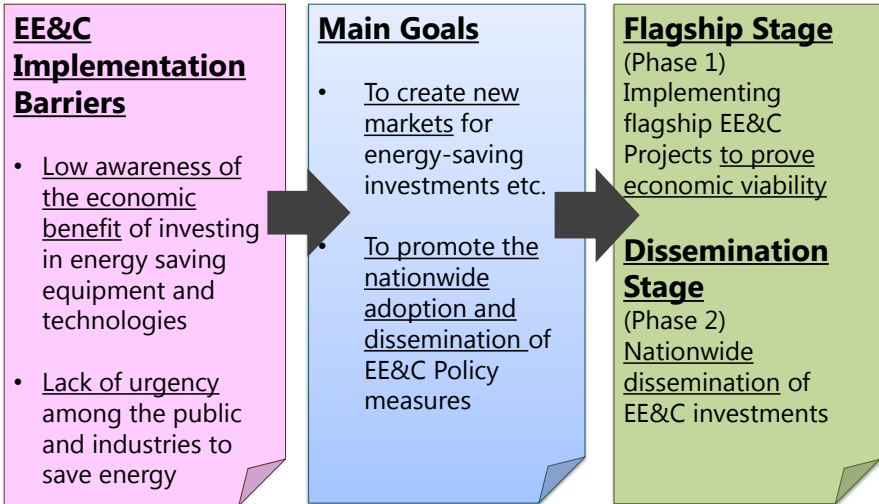 EE&C
Implementation
Barriers
• Low awareness of
the economic
benefit of investing
in energy saving
equipment and
technologies
• Lack of urgency
among the public
and industries to
save energy
Main Goals
• To create new
markets for
energy-saving
investments etc.
• To promote the
nationwide
adoption and
dissemination of
EE&C Policy
measures
Flagship Stage
(Phase 1)
Implementing
flagship EE&C
Projects to prove
economic viability
Dissemination
Stage
(Phase 2)
Nationwide
dissemination of
EE&C investments